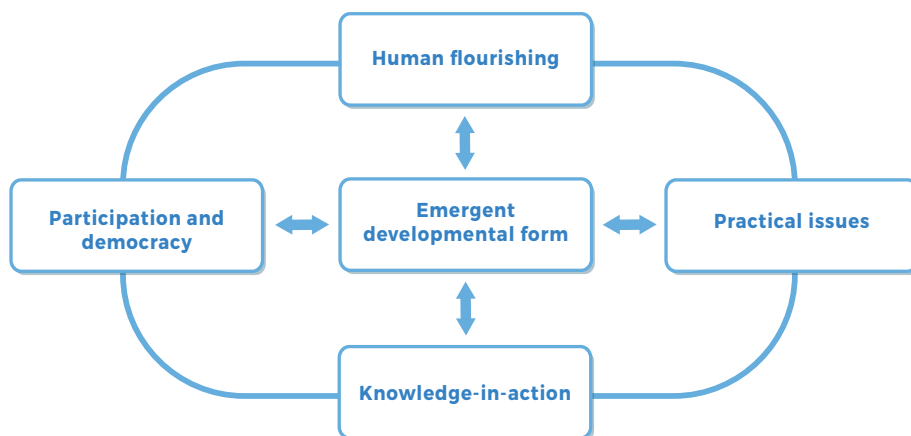 Human flourishing
Participation and
democracy
Emergent
developmental form
Practical issues
Knowledge-in-action